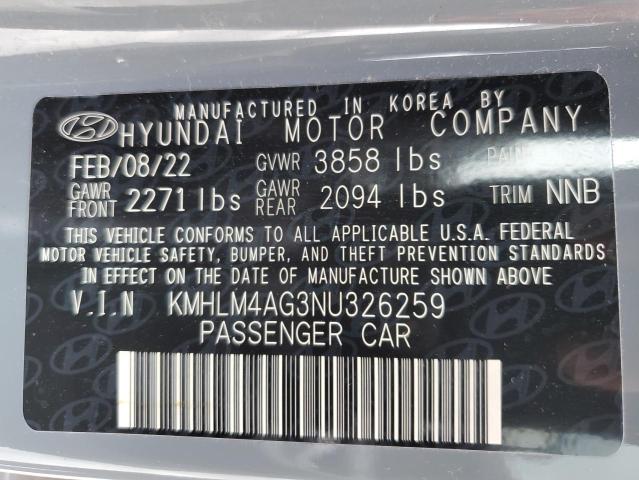 MANUFACTURED IN KOREA BY
HYUNDAI MOTOR COMPANY
FEB/08/22 GVWR 3858 lbs
GAWR FRONT 2271 lbs GAWR REAR 2094 lbs TRIM NNB
THIS VEHICLE CONFORMS TO ALL APPLICABLE U.S.A. FEDERAL
MOTOR VEHICLE SAFETY, BUMPER, AND THEFT PREVENTION STANDARDS
IN EFFECT ON THE DATE OF MANUFACTURE SHOWN ABOVE
V.I.N KMHLM4AG3NU326259
PASSENGER CAR